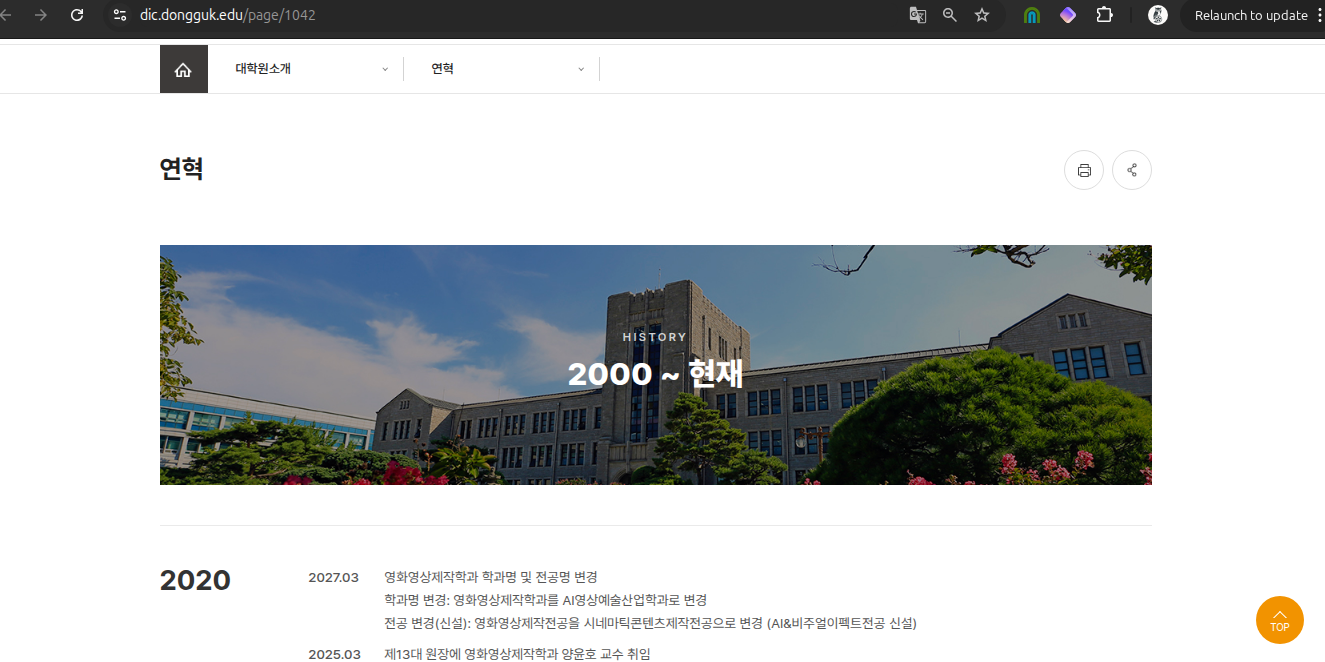 dic.dongguk.edu/page/1042
Relaunch to update
대학원소개
연혁
연혁
HISTORY
2000 ~ 현재
2020
2027.03 영화영상제작학과 학과명 및 전공명 변경
학과명 변경: 영화영상제작학과를 AI영상예술산업학과로 변경
전공 변경(신설): 영화영상제작전공을 시네마틱콘텐츠제작전공으로 변경 (AI&비주얼이펙트전공 신설)
2025.03 제13대 원장에 영화영상제작학과 양윤호 교수 취임
TOP